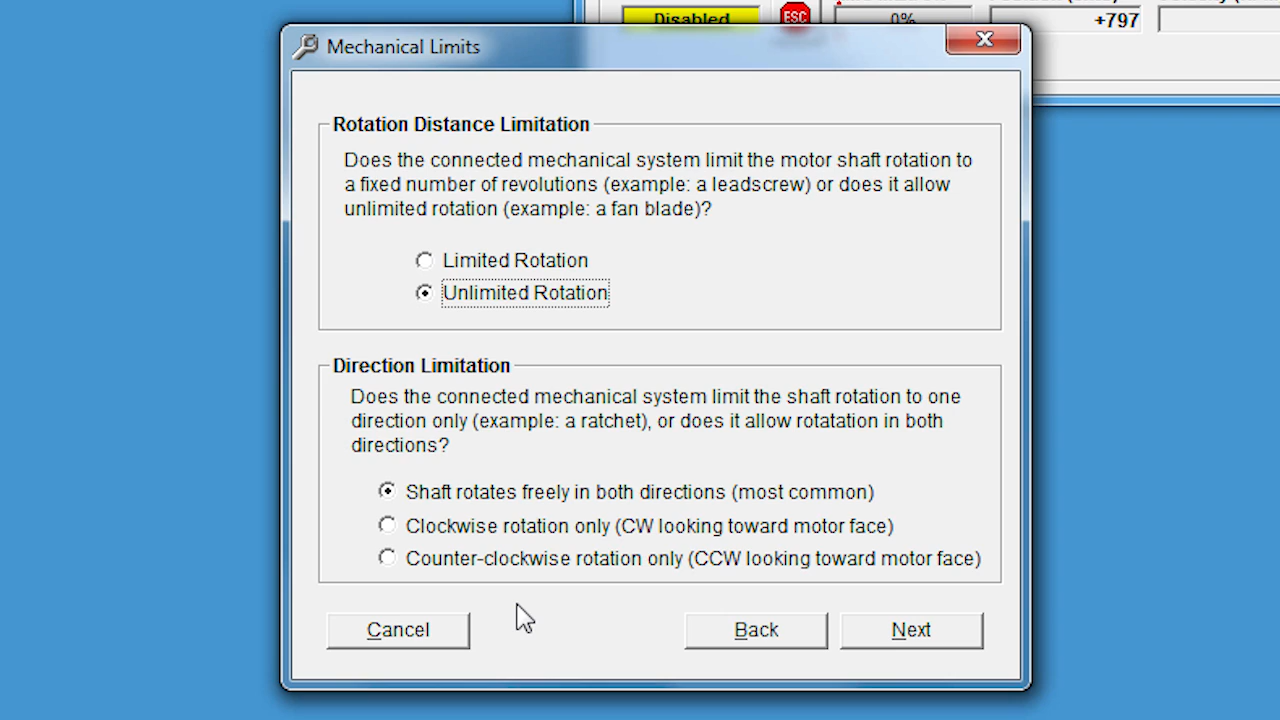 Disabled
ESC
0%
+797
Mechanical Limits
Rotation Distance Limitation
Does the connected mechanical system limit the motor shaft rotation to
a fixed number of revolutions (example: a leadscrew) or does it allow
unlimited rotation (example: a fan blade)?
Limited Rotation
Unlimited Rotation
Direction Limitation
Does the connected mechanical system limit the shaft rotation to one
direction only (example: a ratchet), or does it allow rotatation in both
directions?
Shaft rotates freely in both directions (most common)
Clockwise rotation only (CW looking toward motor face)
Counter-clockwise rotation only (CCW looking toward motor face)
Cancel
Back
Next